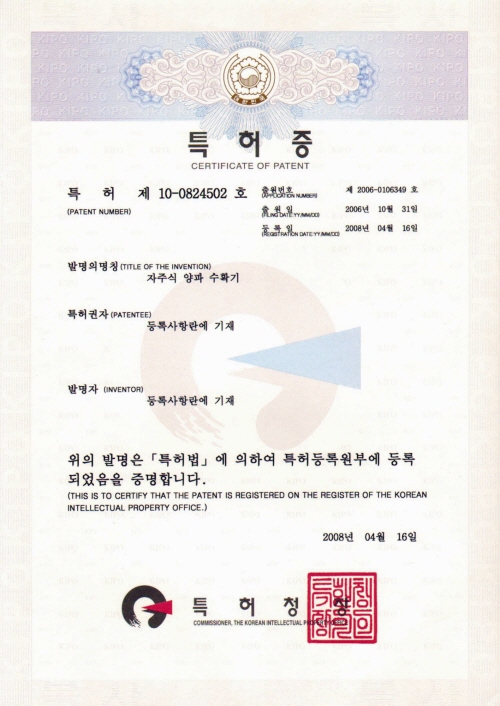 특 허 증
CERTIFICATE OF PATENT
특 허 제 10-0824502 호
(PATENT NUMBER)
출원번호 제 2006-0106349 호
(APPLICATION NUMBER)
출 원 일 2006년 10월 31일
(FILING DATE:YY/MM/DD)
등 록 일 2008년 04월 16일
(REGISTRATION DATE:YY/MM/DD)
발명의명칭 (TITLE OF THE INVENTION)
자주식 양파 수확기
특허권자 (PATENTEE)
등록사항란에 기재
발명자 (INVENTOR)
등록사항란에 기재
위의 발명은 「특허법」에 의하여 특허등록원부에 등록
되었음을 증명합니다.
(THIS IS TO CERTIFY THAT THE PATENT IS REGISTERED ON THE REGISTER OF THE KOREAN
INTELLECTUAL PROPERTY OFFICE.)
2008년 04월 16일
특 허 청 장
COMMISSIONER, THE KOREAN INTELLECTUAL PROPERTY OFFICE